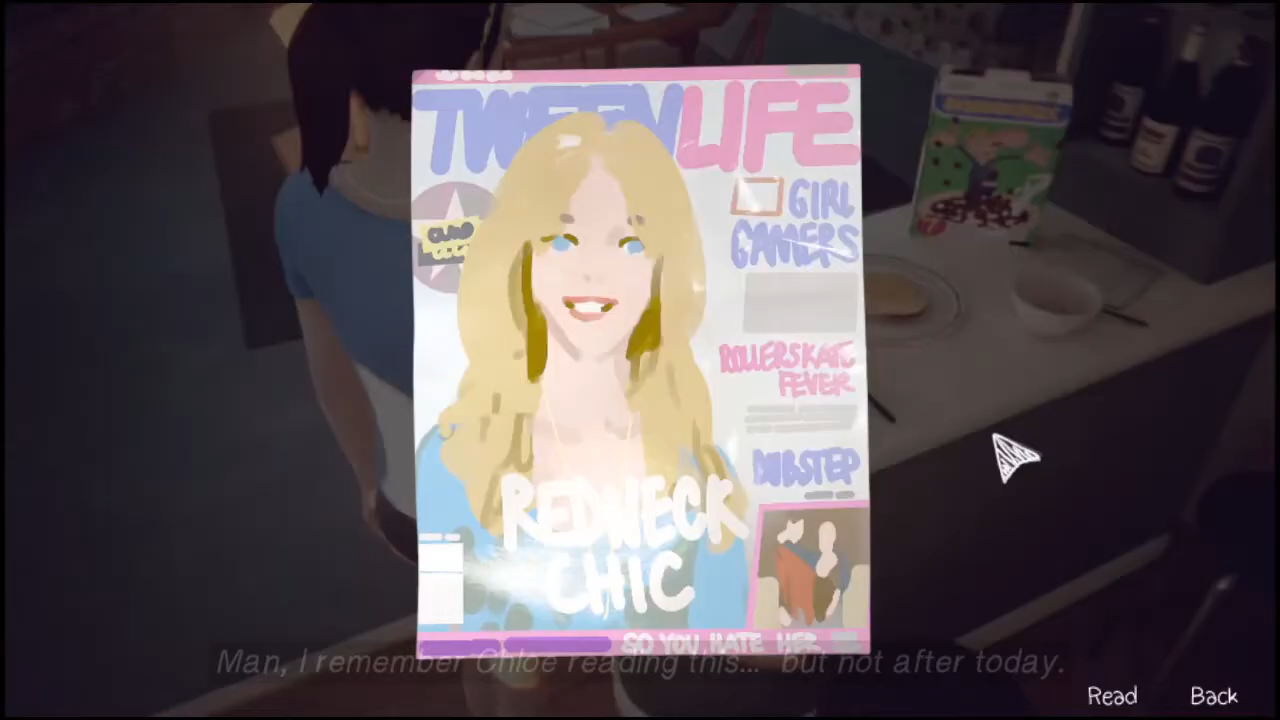 TWEENLIFE
GIRL
GAMERS
ROLLERSKATE
FEVER
DUBSTEP
REDNECK
CHIC
SO YOU HATE HER
Man, I remember Chloe reading this... but not after today.
Read Back